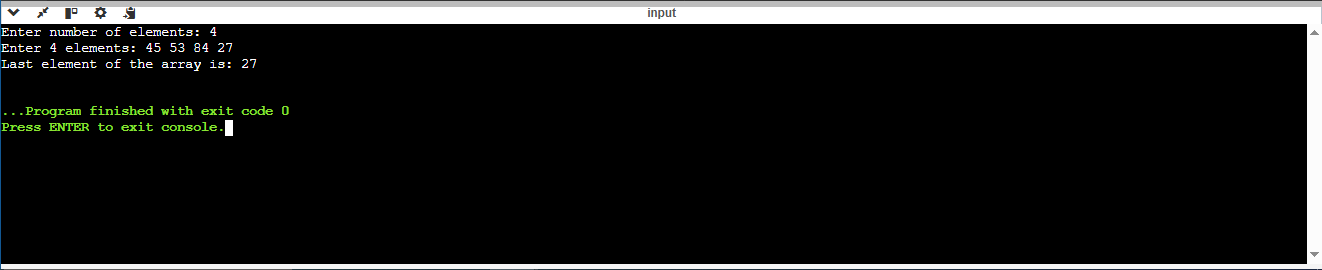 input
Enter number of elements: 4
Enter 4 elements: 45 53 84 27
Last element of the array is: 27
...Program finished with exit code 0
Press ENTER to exit console.